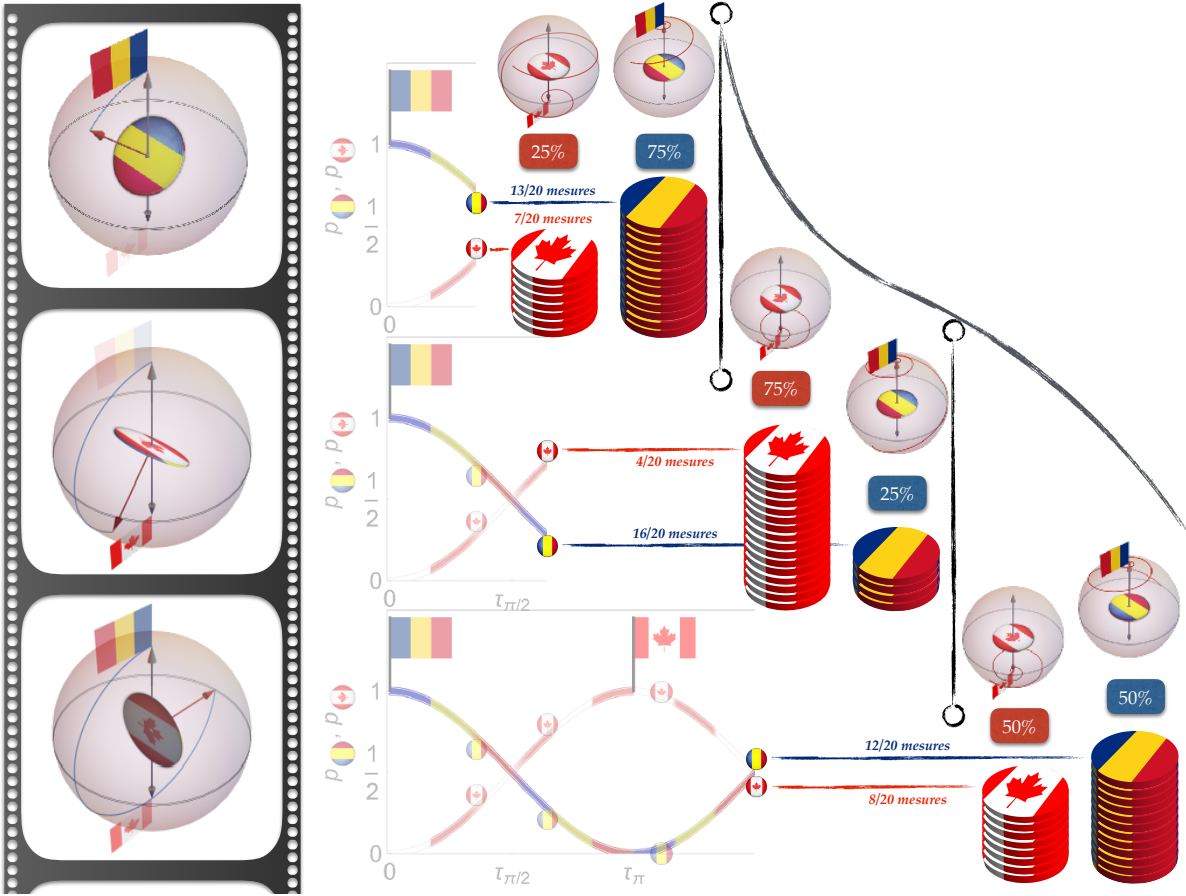 25%
75%
p , p
1
13/20 mesures
7/20 mesures
1
2
0
0
75%
p , p
1
4/20 mesures
25%
1
2
16/20 mesures
0
0
τπ/2
p , p
1
50%
50%
12/20 mesures
1
2
8/20 mesures
0
0
τπ/2
τπ